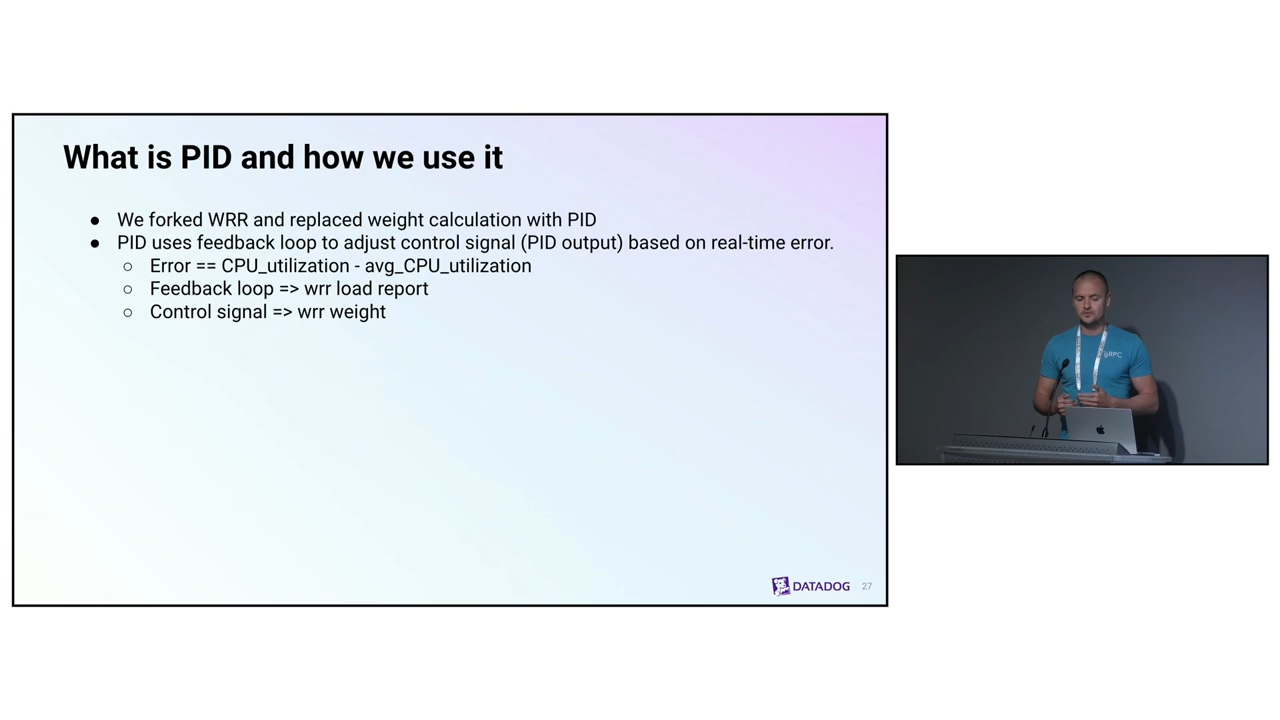 What is PID and how we use it
● We forked WRR and replaced weight calculation with PID
● PID uses feedback loop to adjust control signal (PID output) based on real-time error.
○ Error == CPU_utilization - avg_CPU_utilization
○ Feedback loop => wrr load report
○ Control signal => wrr weight
DATADOG 27
gRPC